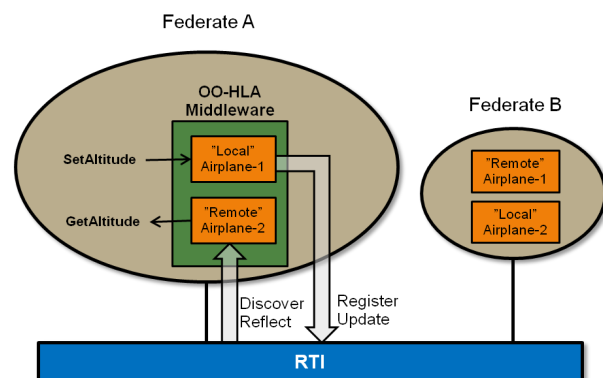 Federate A
OO-HLA
Middleware
Federate B
"Local"
Airplane-1
SetAltitude
"Remote"
Airplane-2
GetAltitude
"Remote"
Airplane-1
"Local"
Airplane-2
Discover
Reflect
Register
Update
RTI